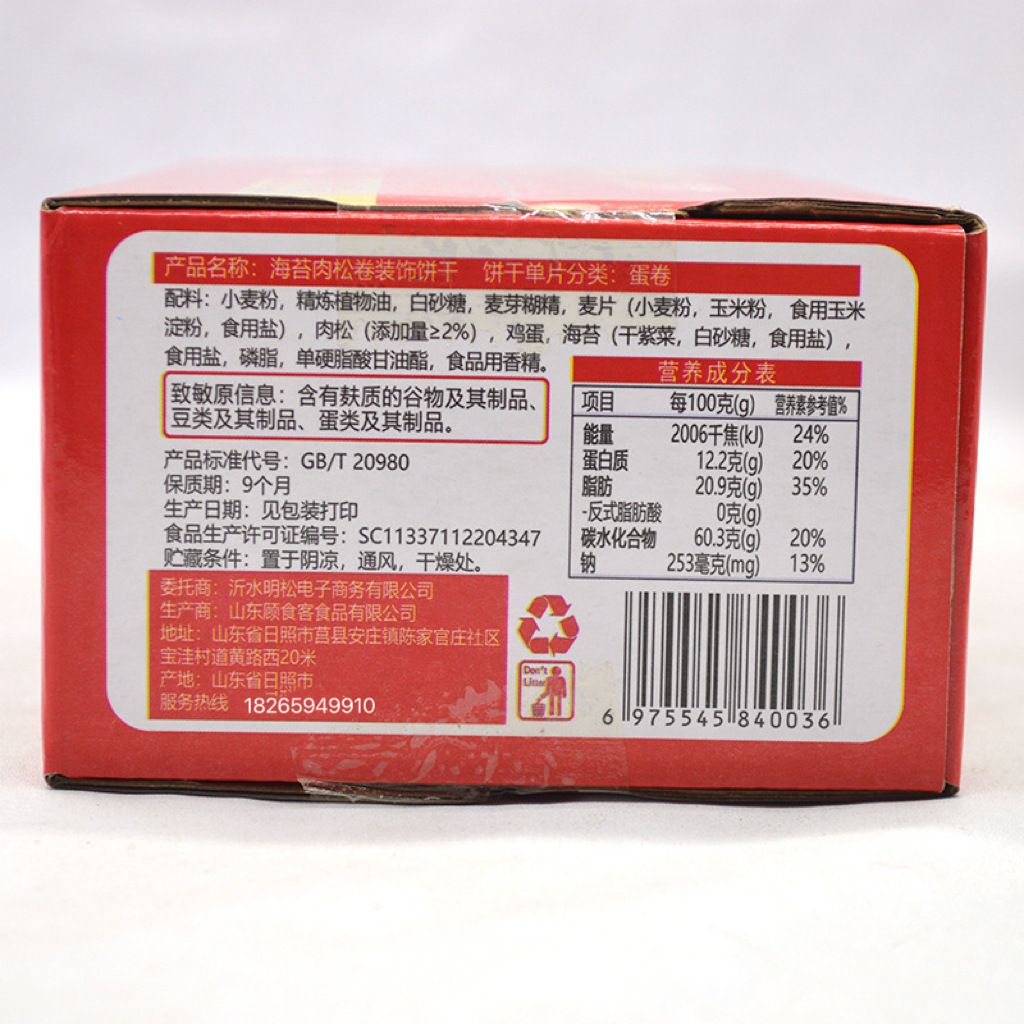 产品名称：海苔肉松卷装饰饼干 饼干单片分类：蛋卷
配料：小麦粉，精炼植物油，白砂糖，麦芽糊精，麦片（小麦粉，玉米粉，食用玉米
淀粉，食用盐），肉松（添加量≥2%），鸡蛋，海苔（干紫菜，白砂糖，食用盐），
食用盐，磷脂，单硬脂酸甘油酯，食品用香精。
致敏原信息：含有麸质的谷物及其制品、
豆类及其制品、蛋类及其制品。
产品标准代号：GB/T 20980
保质期：9个月
生产日期：见包装打印
食品生产许可证编号：SC11337112204347
贮藏条件：置于阴凉，通风，干燥处。
委托商：沂水明松电子商务有限公司
生产商：山东顾食客食品有限公司
地址：山东省日照市莒县安庄镇陈家官庄社区
宝洼村道黄路西20米
产地：山东省日照市
服务热线 18265949910
营养成分表
项目 每100克(g) 营养素参考值%
能量 2006千焦(kJ) 24%
蛋白质 12.2克(g) 20%
脂肪 20.9克(g) 35%
-反式脂肪酸 0克(g)
碳水化合物 60.3克(g) 20%
钠 253毫克(mg) 13%
Don't
Litter
6 975545 840036